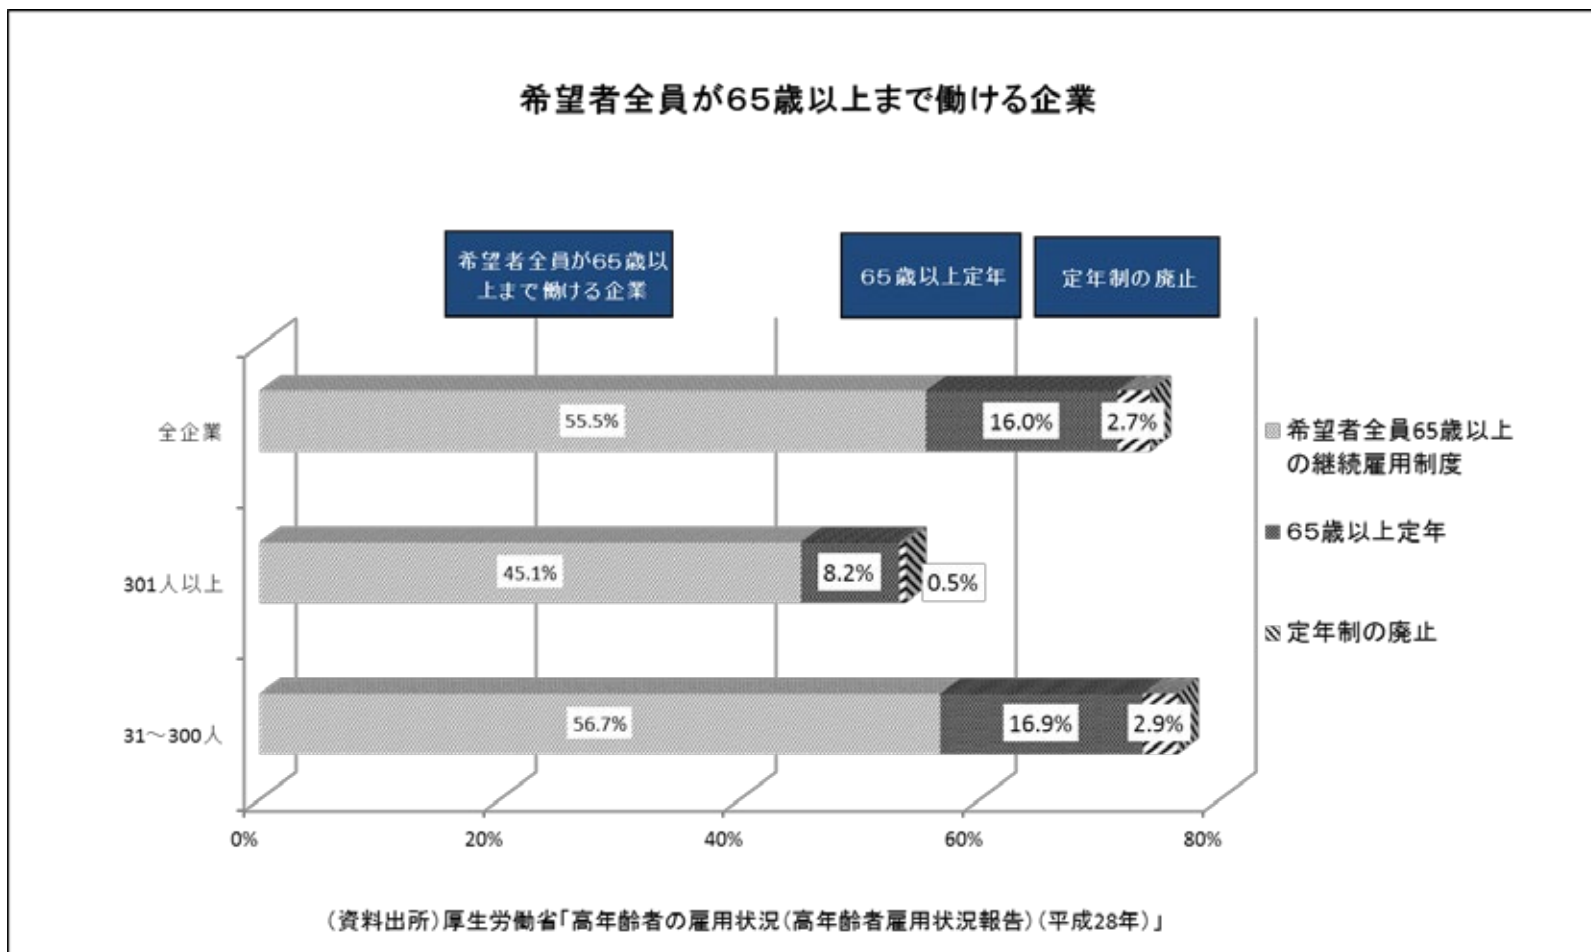 希望者全員が65歳以上まで働ける企業
希望者全員が65歳以
上まで働ける企業
65歳以上定年
定年制の廃止
全企業
55.5%
16.0%
2.7%
301人以上
45.1%
8.2%
0.5%
31～300人
56.7%
16.9%
2.9%
0%
20%
40%
60%
80%
希望者全員65歳以上
の継続雇用制度
65歳以上定年
定年制の廃止
（資料出所）厚生労働省「高年齢者の雇用状況（高年齢者雇用状況報告）（平成28年）」